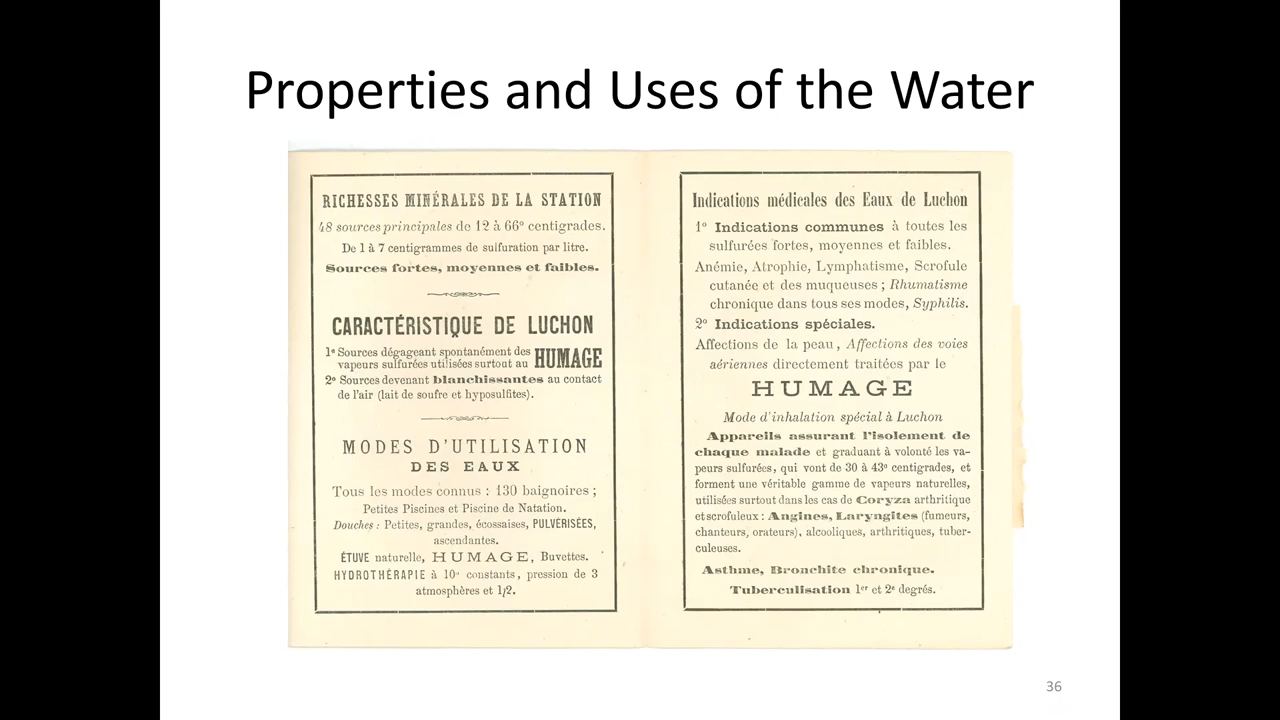 Properties and Uses of the Water
RICHESSES MINÉRALES DE LA STATION
48 sources principales de 12 à 66° centigrades.
De 1 à 7 centigrammes de sulfuration par litre.
Sources fortes, moyennes et faibles.
CARACTÉRISTIQUE DE LUCHON
1° Sources dégageant spontanément des
vapeurs sulfurées utilisées surtout au HUMAGE
2° Sources devenant blanchissantes au contact
de l'air (lait de soufre et hyposulfites).
MODES D'UTILISATION
DES EAUX
Tous les modes connus : 130 baignoires ;
Petites Piscines et Piscine de Natation.
Douches : Petites, grandes, écossaises, PULVÉRISÉES,
ascendantes.
ÉTUVE naturelle, HUMAGE, Buvettes.
HYDROTHÉRAPIE à 10° constants, pression de 3
atmosphères et 1/2.
Indications médicales des Eaux de Luchon
1° Indications communes à toutes les
sulfurées fortes, moyennes et faibles.
Anémie, Atrophie, Lymphatisme, Scrofule
cutanée et des muqueuses ; Rhumatisme
chronique dans tous ses modes, Syphilis.
2° Indications spéciales.
Affections de la peau, Affections des voies
aériennes directement traitées par le
HUMAGE
Mode d'inhalation spécial à Luchon
Appareils assurant l'isolement de
chaque malade et graduant à volonté les va-
peurs sulfurées, qui vont de 30 à 43° centigrades, et
forment une véritable gamme de vapeurs naturelles,
utilisées surtout dans les cas de Coryza arthritique
et scrofuleux : Angines, Laryngites (fumeurs,
chanteurs, orateurs), alcooliques, arthritiques, tuber-
culeuses.
Asthme, Bronchite chronique.
Tuberculisation 1er et 2e degrés.
36